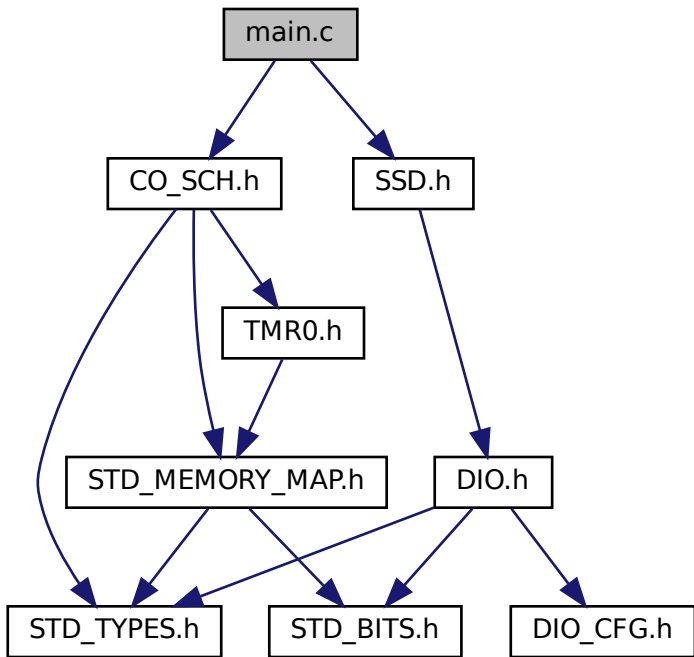 main.c
CO_SCH.h
SSD.h
TMR0.h
STD_MEMORY_MAP.h
DIO.h
STD_TYPES.h
STD_BITS.h
DIO_CFG.h